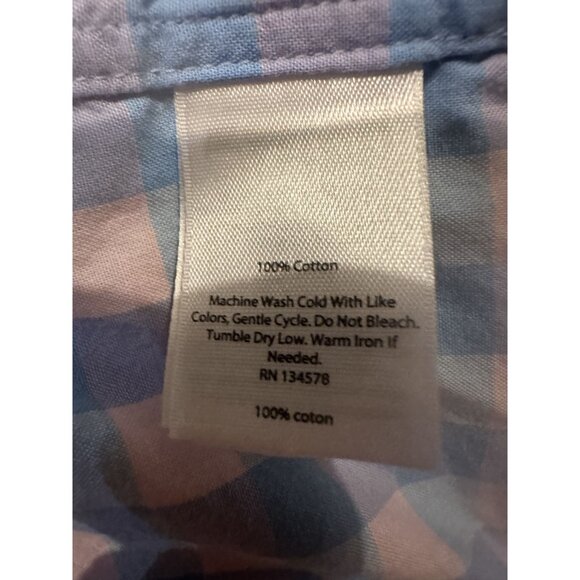 100% Cotton
Machine Wash Cold With Like
Colors, Gentle Cycle. Do Not Bleach.
Tumble Dry Low. Warm Iron If
Needed.
RN 134578
100% coton